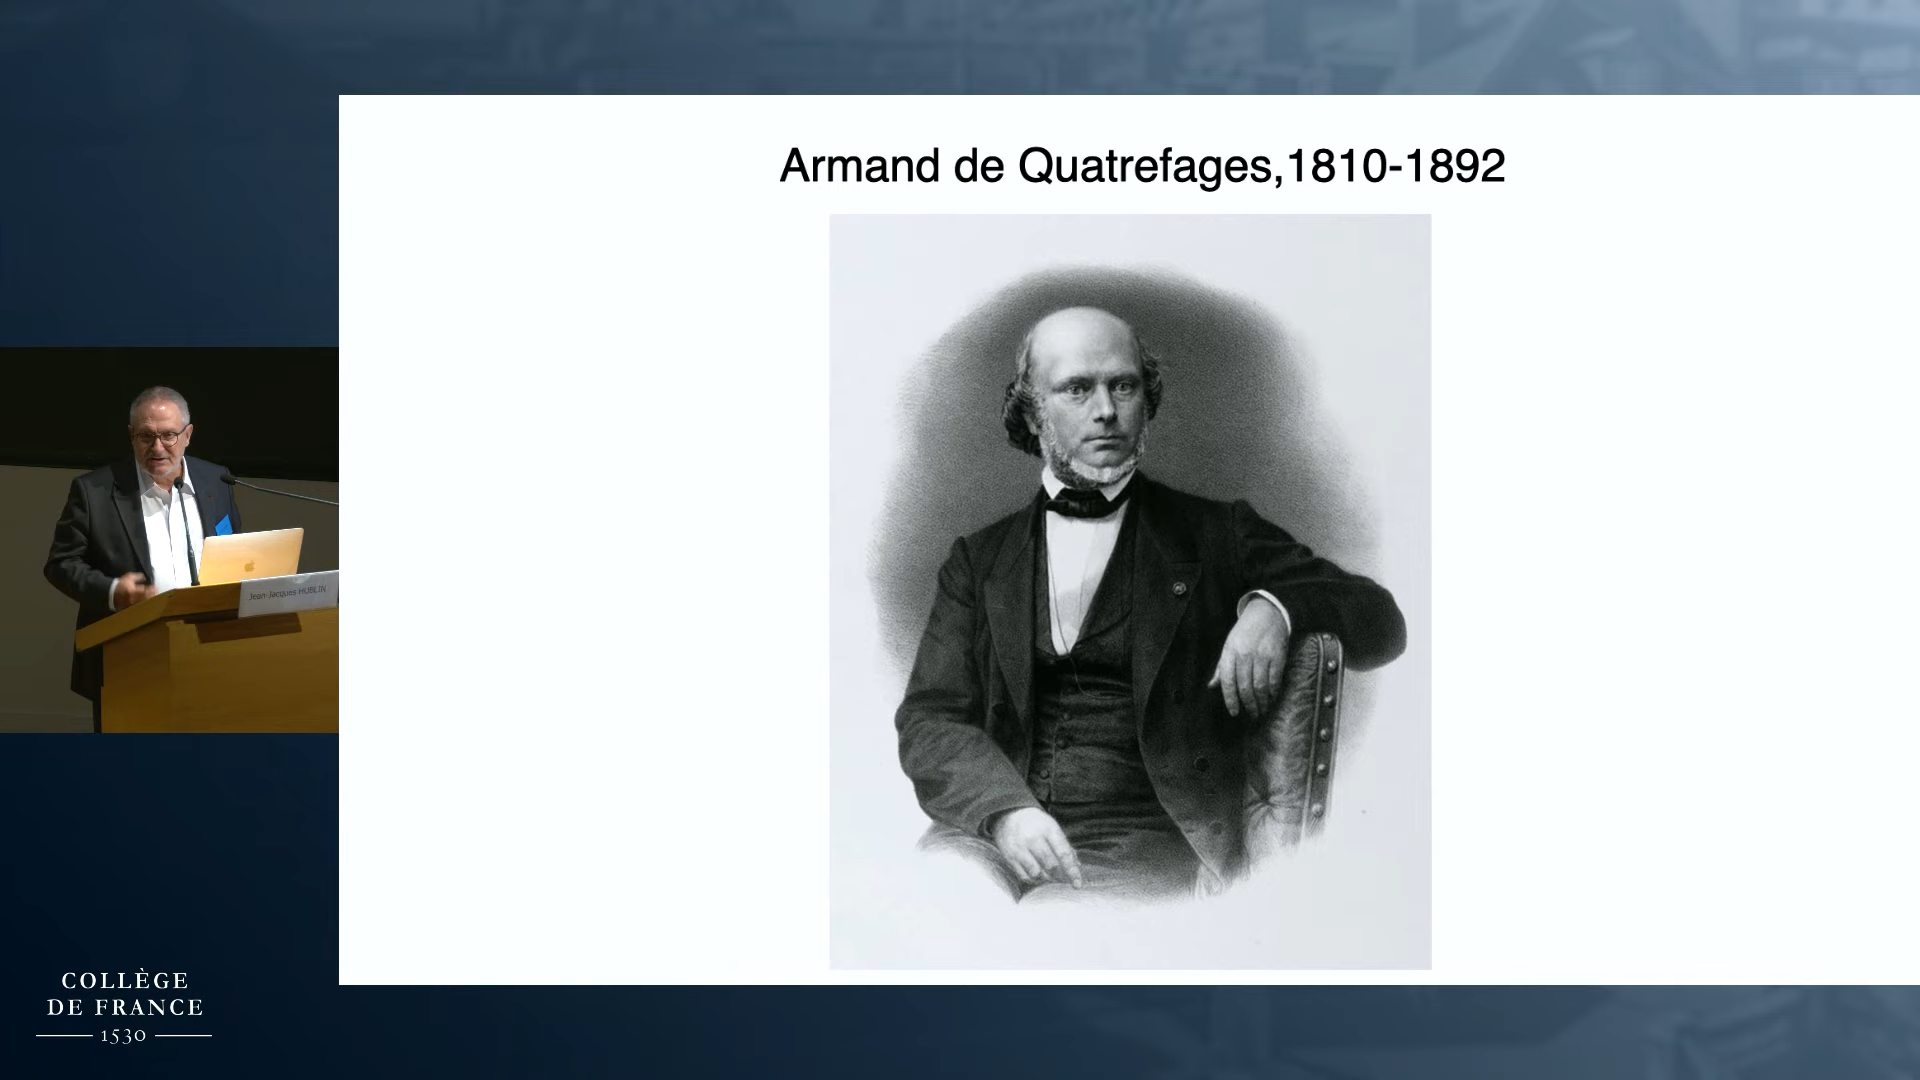 Armand de Quatrefages,1810-1892
Jean-Jacques HUBLIN
COLLÈGE
DE FRANCE
1530